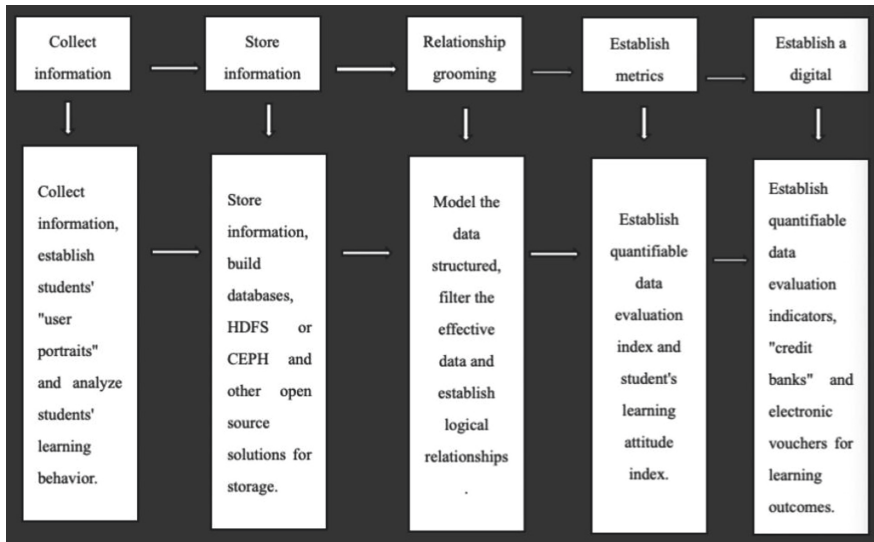 Collect
information
Store
information
Relationship
grooming
Establish
metrics
Establish a
digital
Collect
information,
establish
students'
"user
portraits"
and analyze
students'
learning
behavior.
Store
information,
build
databases,
HDFS or
CEPH and
other open
source
solutions for
storage.
Model the
data
structured,
filter the
effective
data and
establish
logical
relationships
.
Establish
quantifiable
data
evaluation
index and
student's
learning
attitude
index.
Establish
quantifiable
data
evaluation
indicators,
"credit
banks" and
electronic
vouchers for
learning
outcomes.